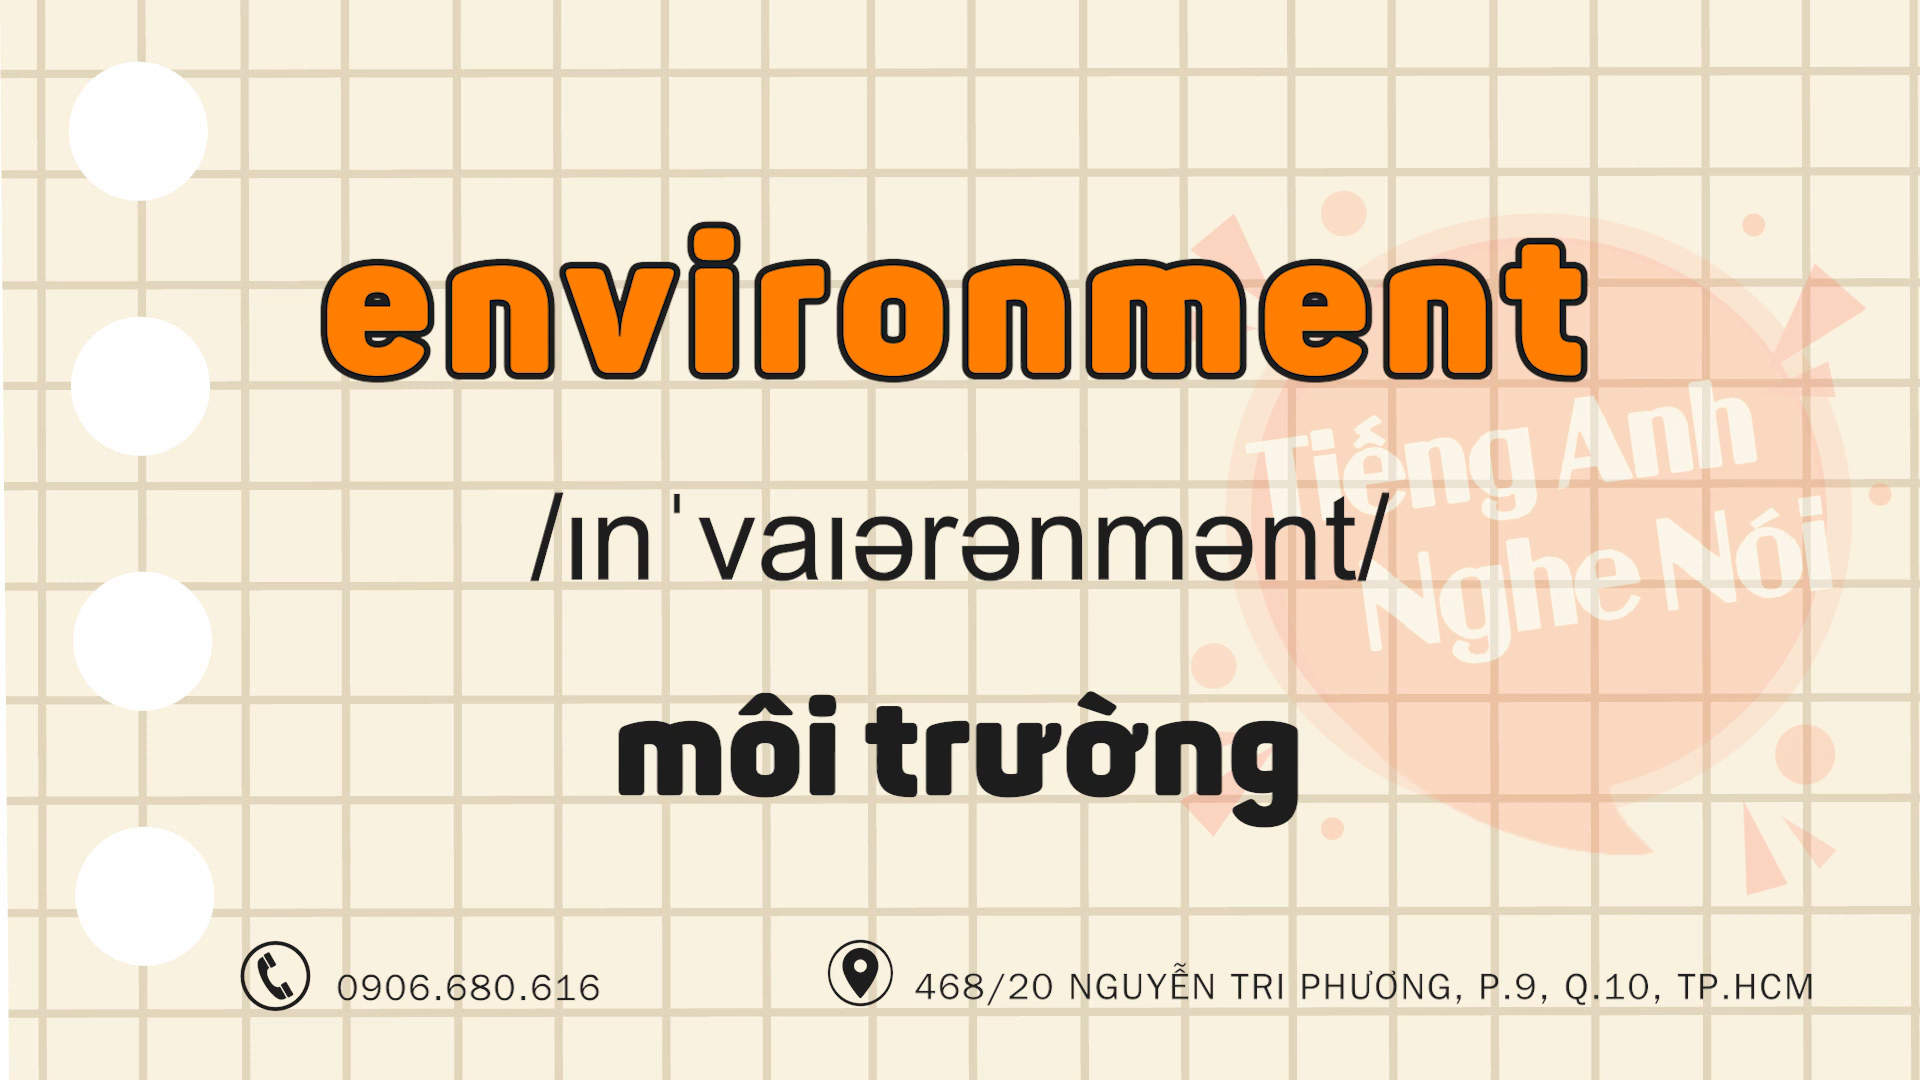 environment
Tiếng Anh
Nghe Nói
/ɪnˈvaɪərənmənt/
môi trường
0906.680.616
468/20 NGUYỄN TRI PHƯƠNG, P.9, Q.10, TP.HCM